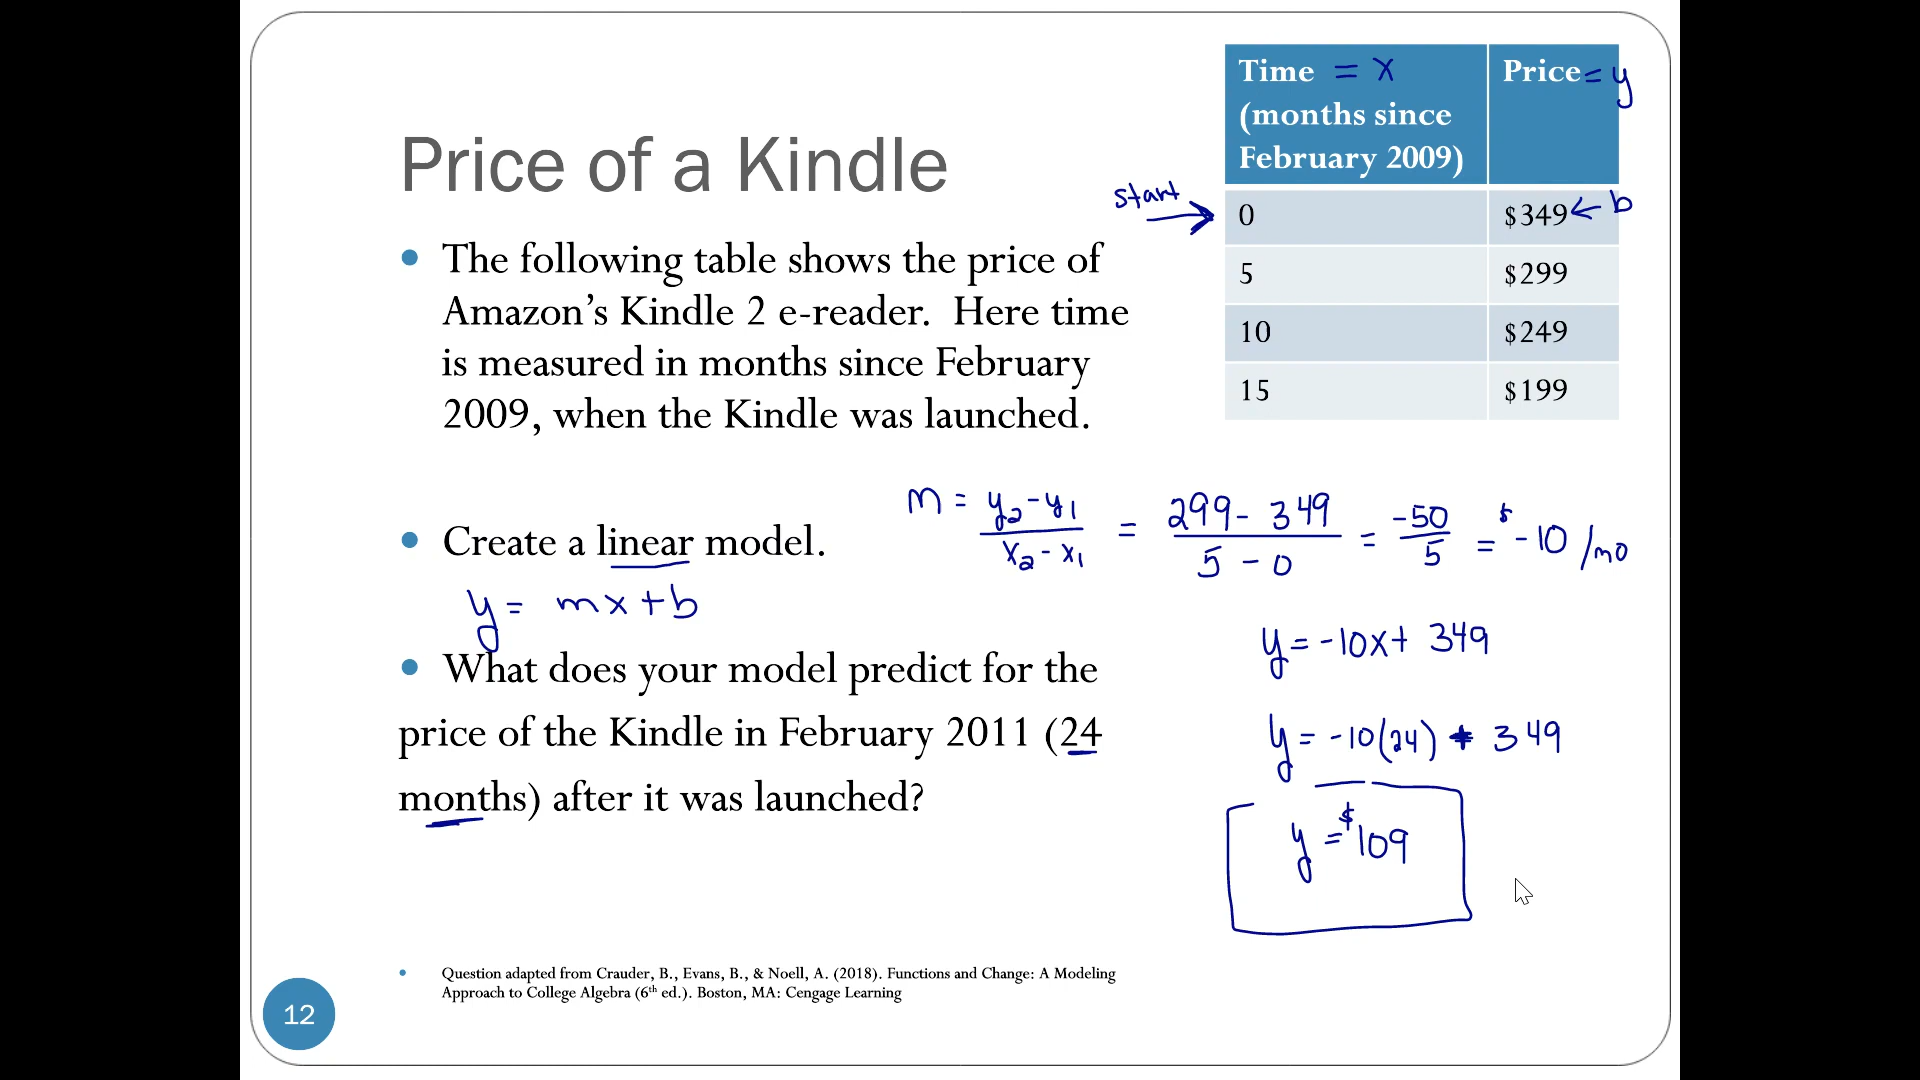 Price of a Kindle
Time = x
(months since
February 2009)
Price = y
start → 0
$349 ← b
5
$299
10
$249
15
$199
• The following table shows the price of
Amazon’s Kindle 2 e-reader. Here time
is measured in months since February
2009, when the Kindle was launched.
m = y2-y1 / x2-x1 = 299-349 / 5-0 = -50/5 = $-10/mo
• Create a linear model.
y = mx+b
y = -10x+ 349
• What does your model predict for the
price of the Kindle in February 2011 (24
months) after it was launched?
y = -10(24) + 349
y = $109
• Question adapted from Crauder, B., Evans, B., & Noell, A. (2018). Functions and Change: A Modeling
Approach to College Algebra (6th ed.). Boston, MA: Cengage Learning
12